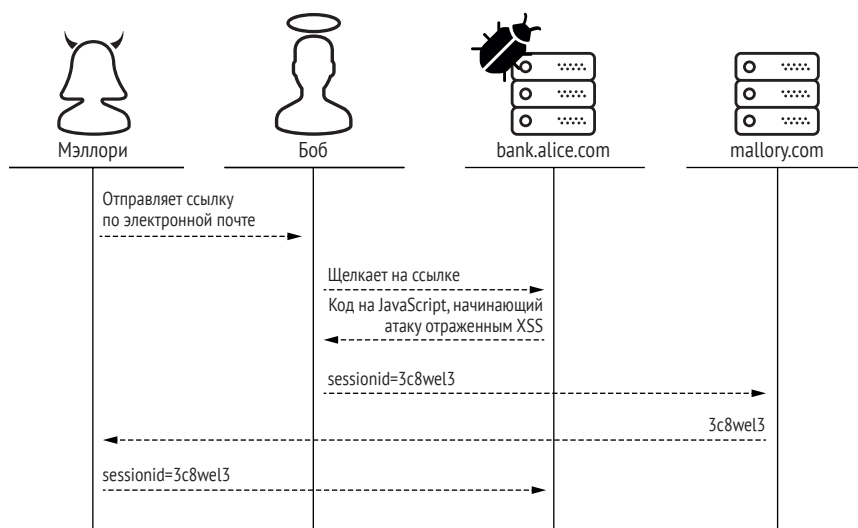 Мэллори
Боб
bank.alice.com
mallory.com
Отправляет ссылку
по электронной почте
Щелкает на ссылке
Код на JavaScript, начинающий
атаку отраженным XSS
sessionid=3c8wel3
3c8wel3
sessionid=3c8wel3